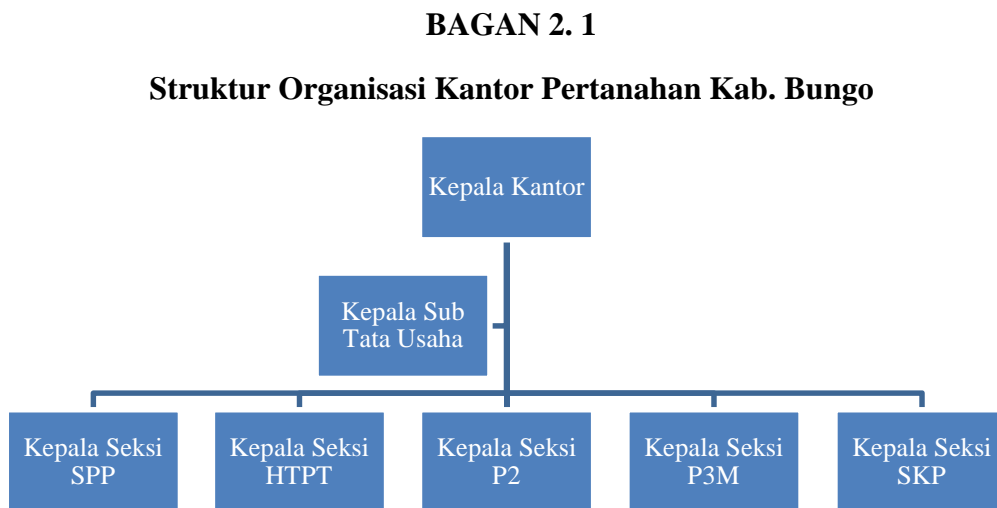 BAGAN 2. 1
Struktur Organisasi Kantor Pertanahan Kab. Bungo
Kepala Kantor
Kepala Sub
Tata Usaha
Kepala Seksi
SPP
Kepala Seksi
HTPT
Kepala Seksi
P2
Kepala Seksi
P3M
Kepala Seksi
SKP